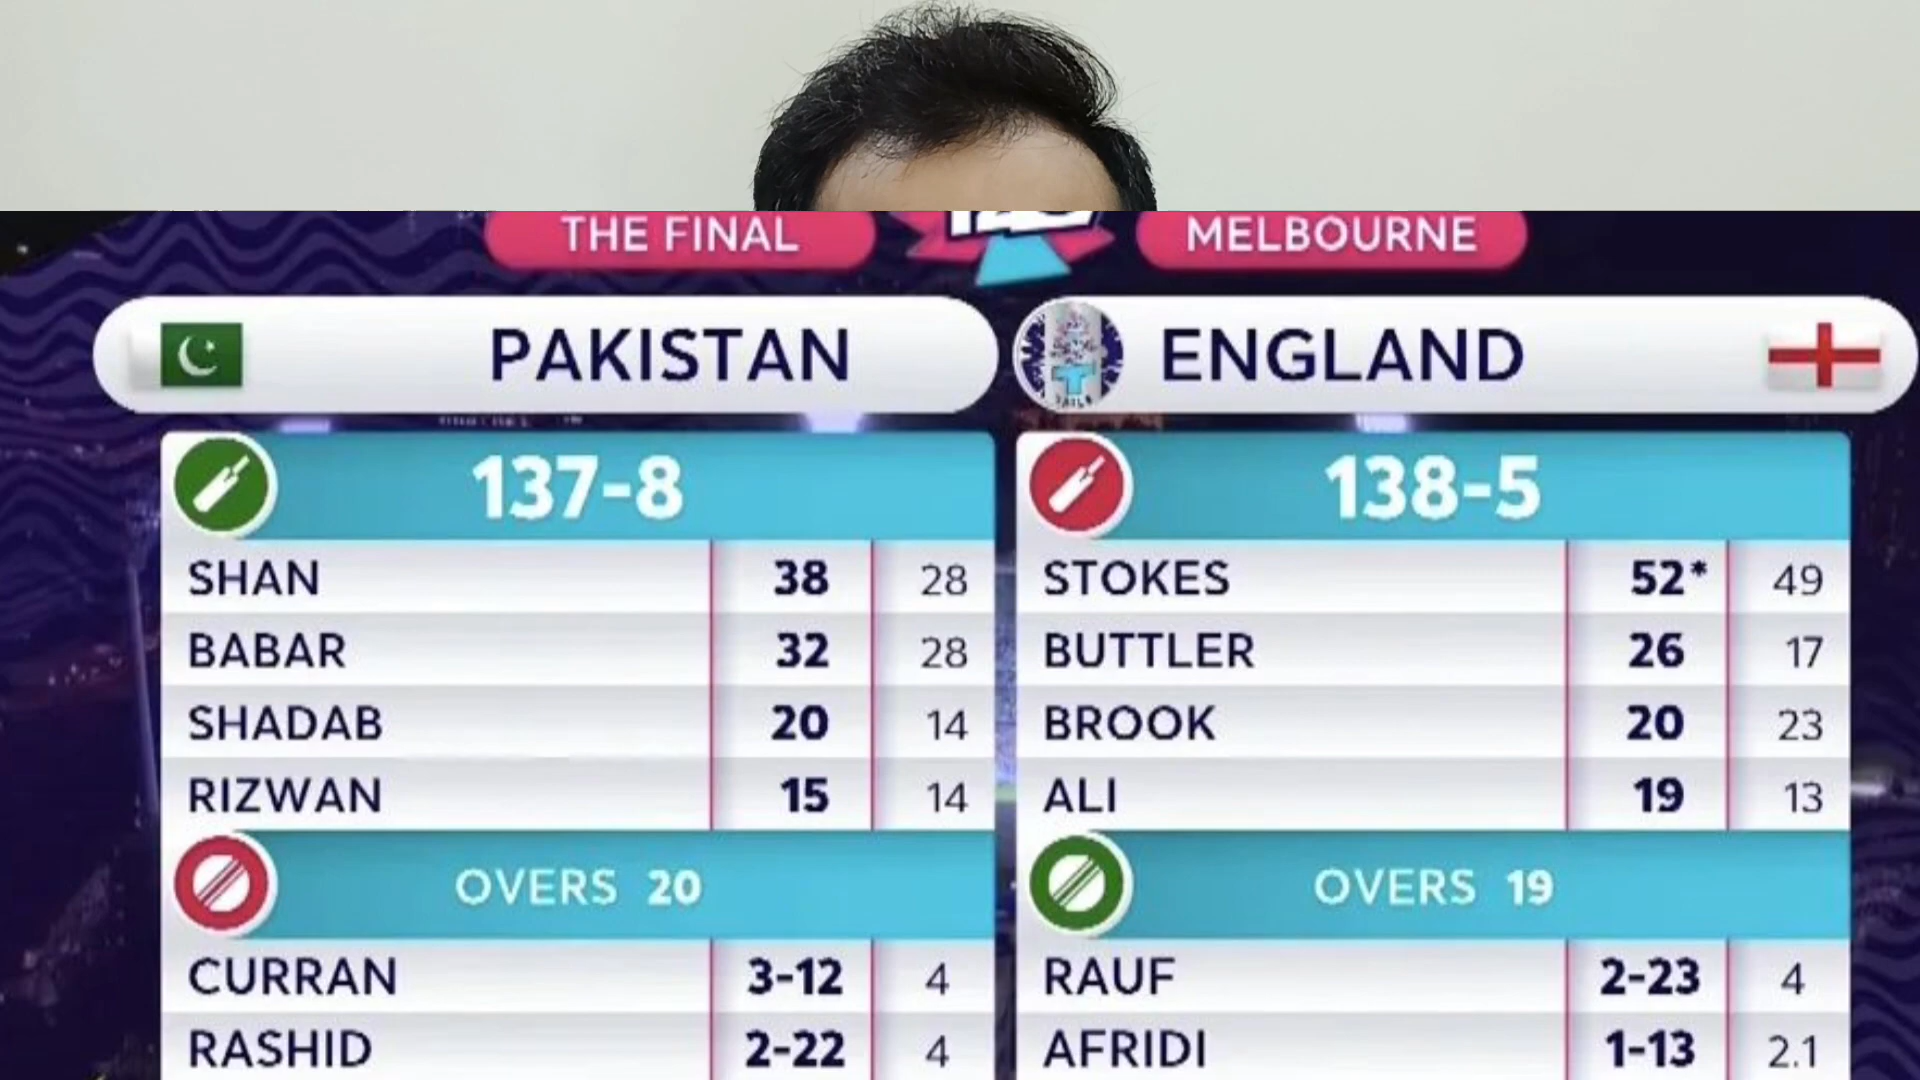 THE FINAL
MELBOURNE
PAKISTAN
ENGLAND
137-8
138-5
SHAN 38 28
STOKES 52* 49
BABAR 32 28
BUTTLER 26 17
SHADAB 20 14
BROOK 20 23
RIZWAN 15 14
ALI 19 13
OVERS 20
OVERS 19
CURRAN 3-12 4
RAUF 2-23 4
RASHID 2-22 4
AFRIDI 1-13 2.1